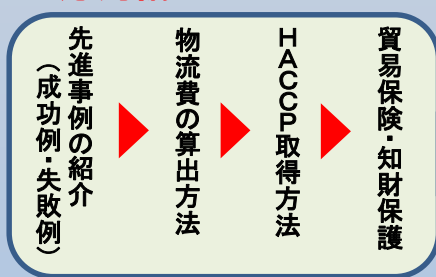 先進事例の紹介
（成功例・失敗例）
物流費の算出方法
ＨＡＣＣＰ取得方法
貿易保険・知財保護